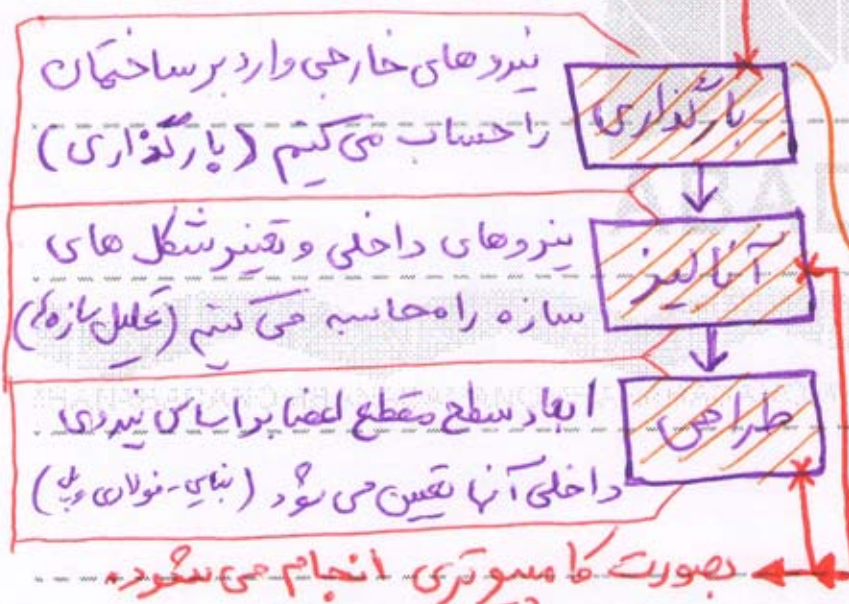 نیروهای خارجی وارد بر ساختمان
را حساب می کنیم (بارگذاری)
بارگذاری
نیروهای داخلی و تغییر شکل های
سازه را محاسبه می کنیم (تحلیل سازه)
آنالیز
ابعاد سطح مقطع اعضا بر اساس نیروی
داخلی آنها تعیین می شود (بنایی - فولادی
طراحی
بصورت کامپیوتری انجام می شود.